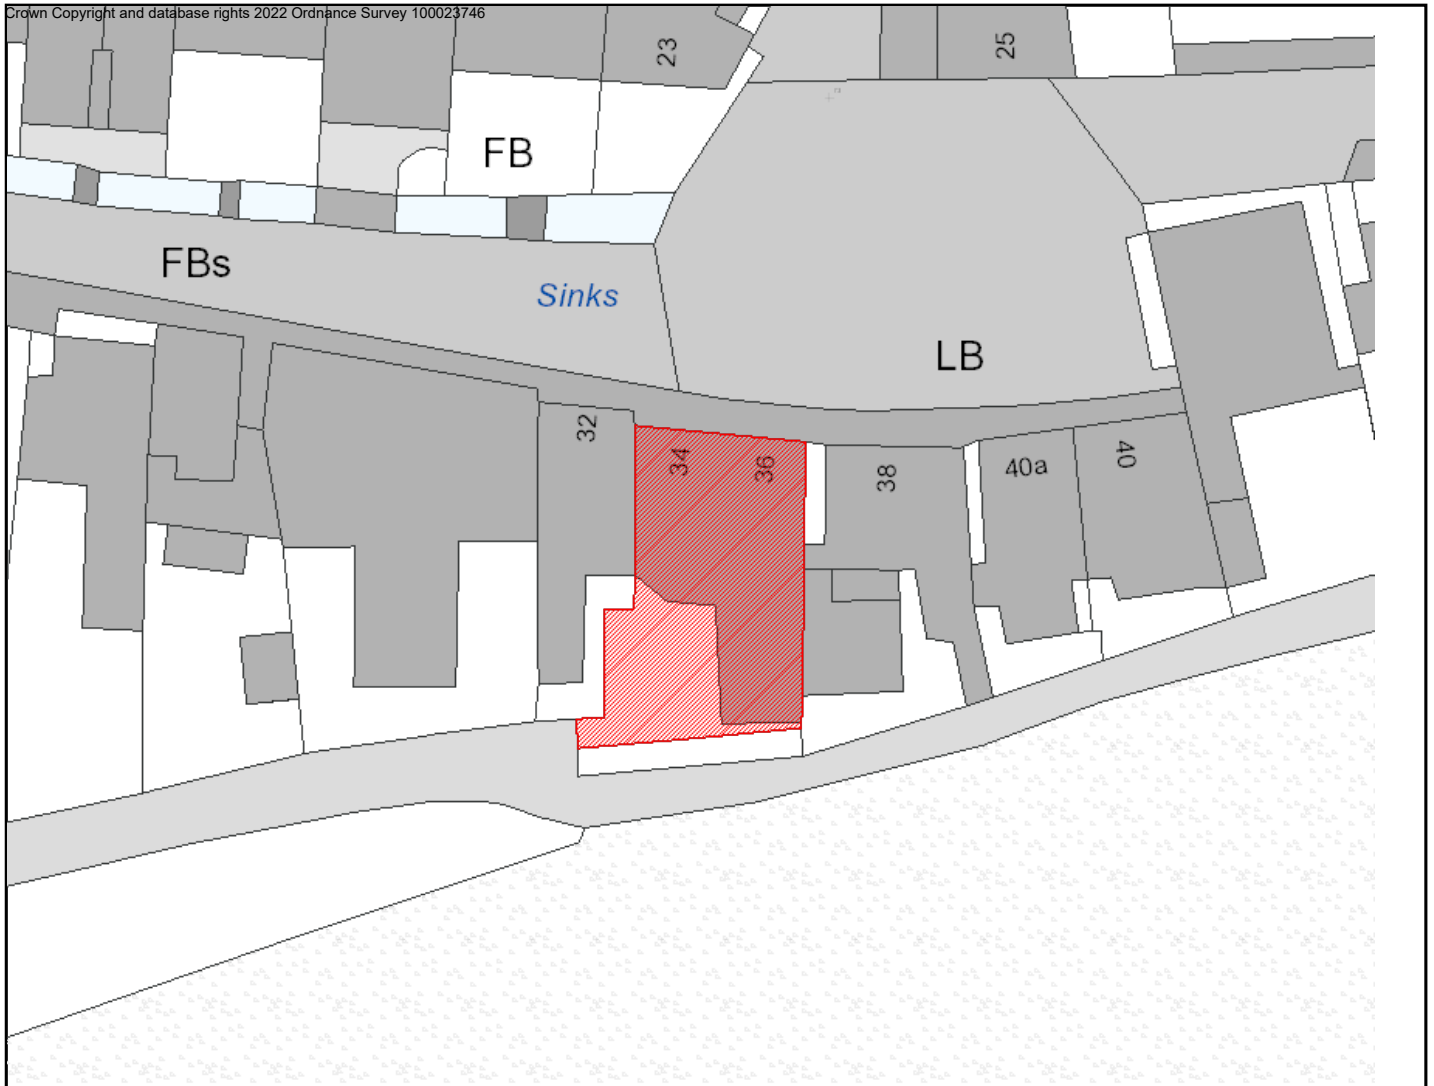 Crown Copyright and database rights 2022 Ordnance Survey 100023746
23
25
FB
FBs
Sinks
LB
32
34
36
38
40a
40